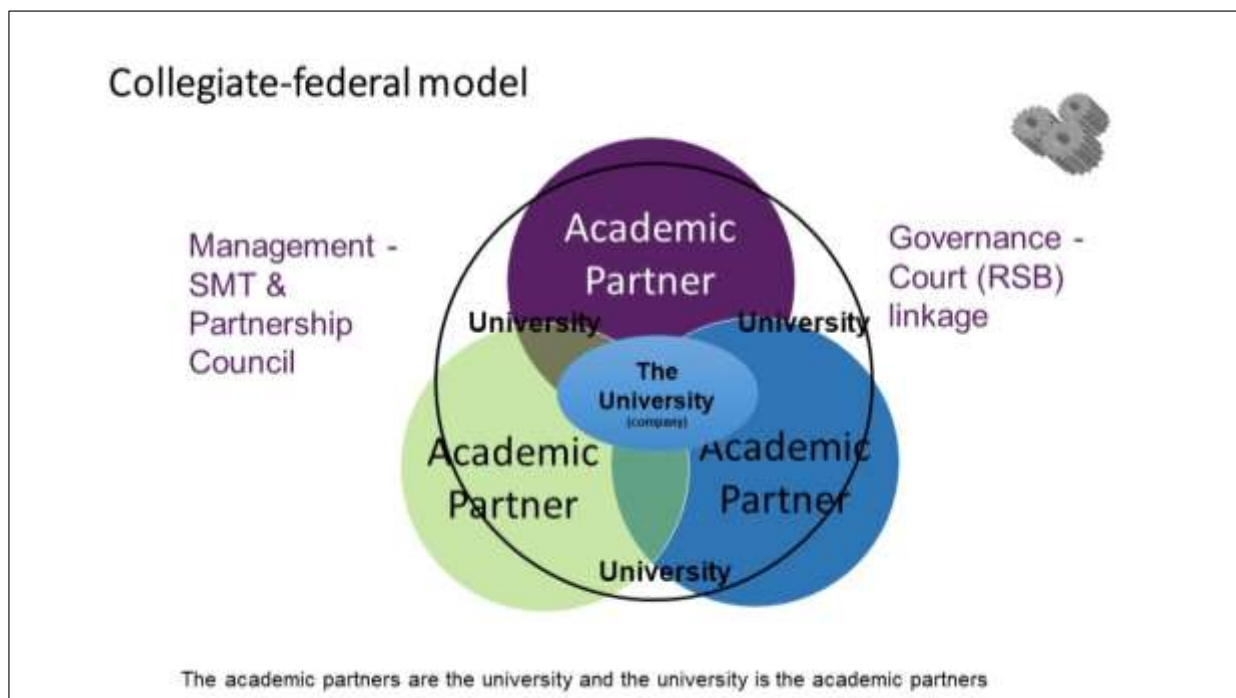 Collegiate-federal model
Academic
Partner
Management -
SMT &
Partnership
Council
Governance -
Court (RSB)
linkage
University
University
The
University
(company)
Academic
Partner
Academic
Partner
University
The academic partners are the university and the university is the academic partners